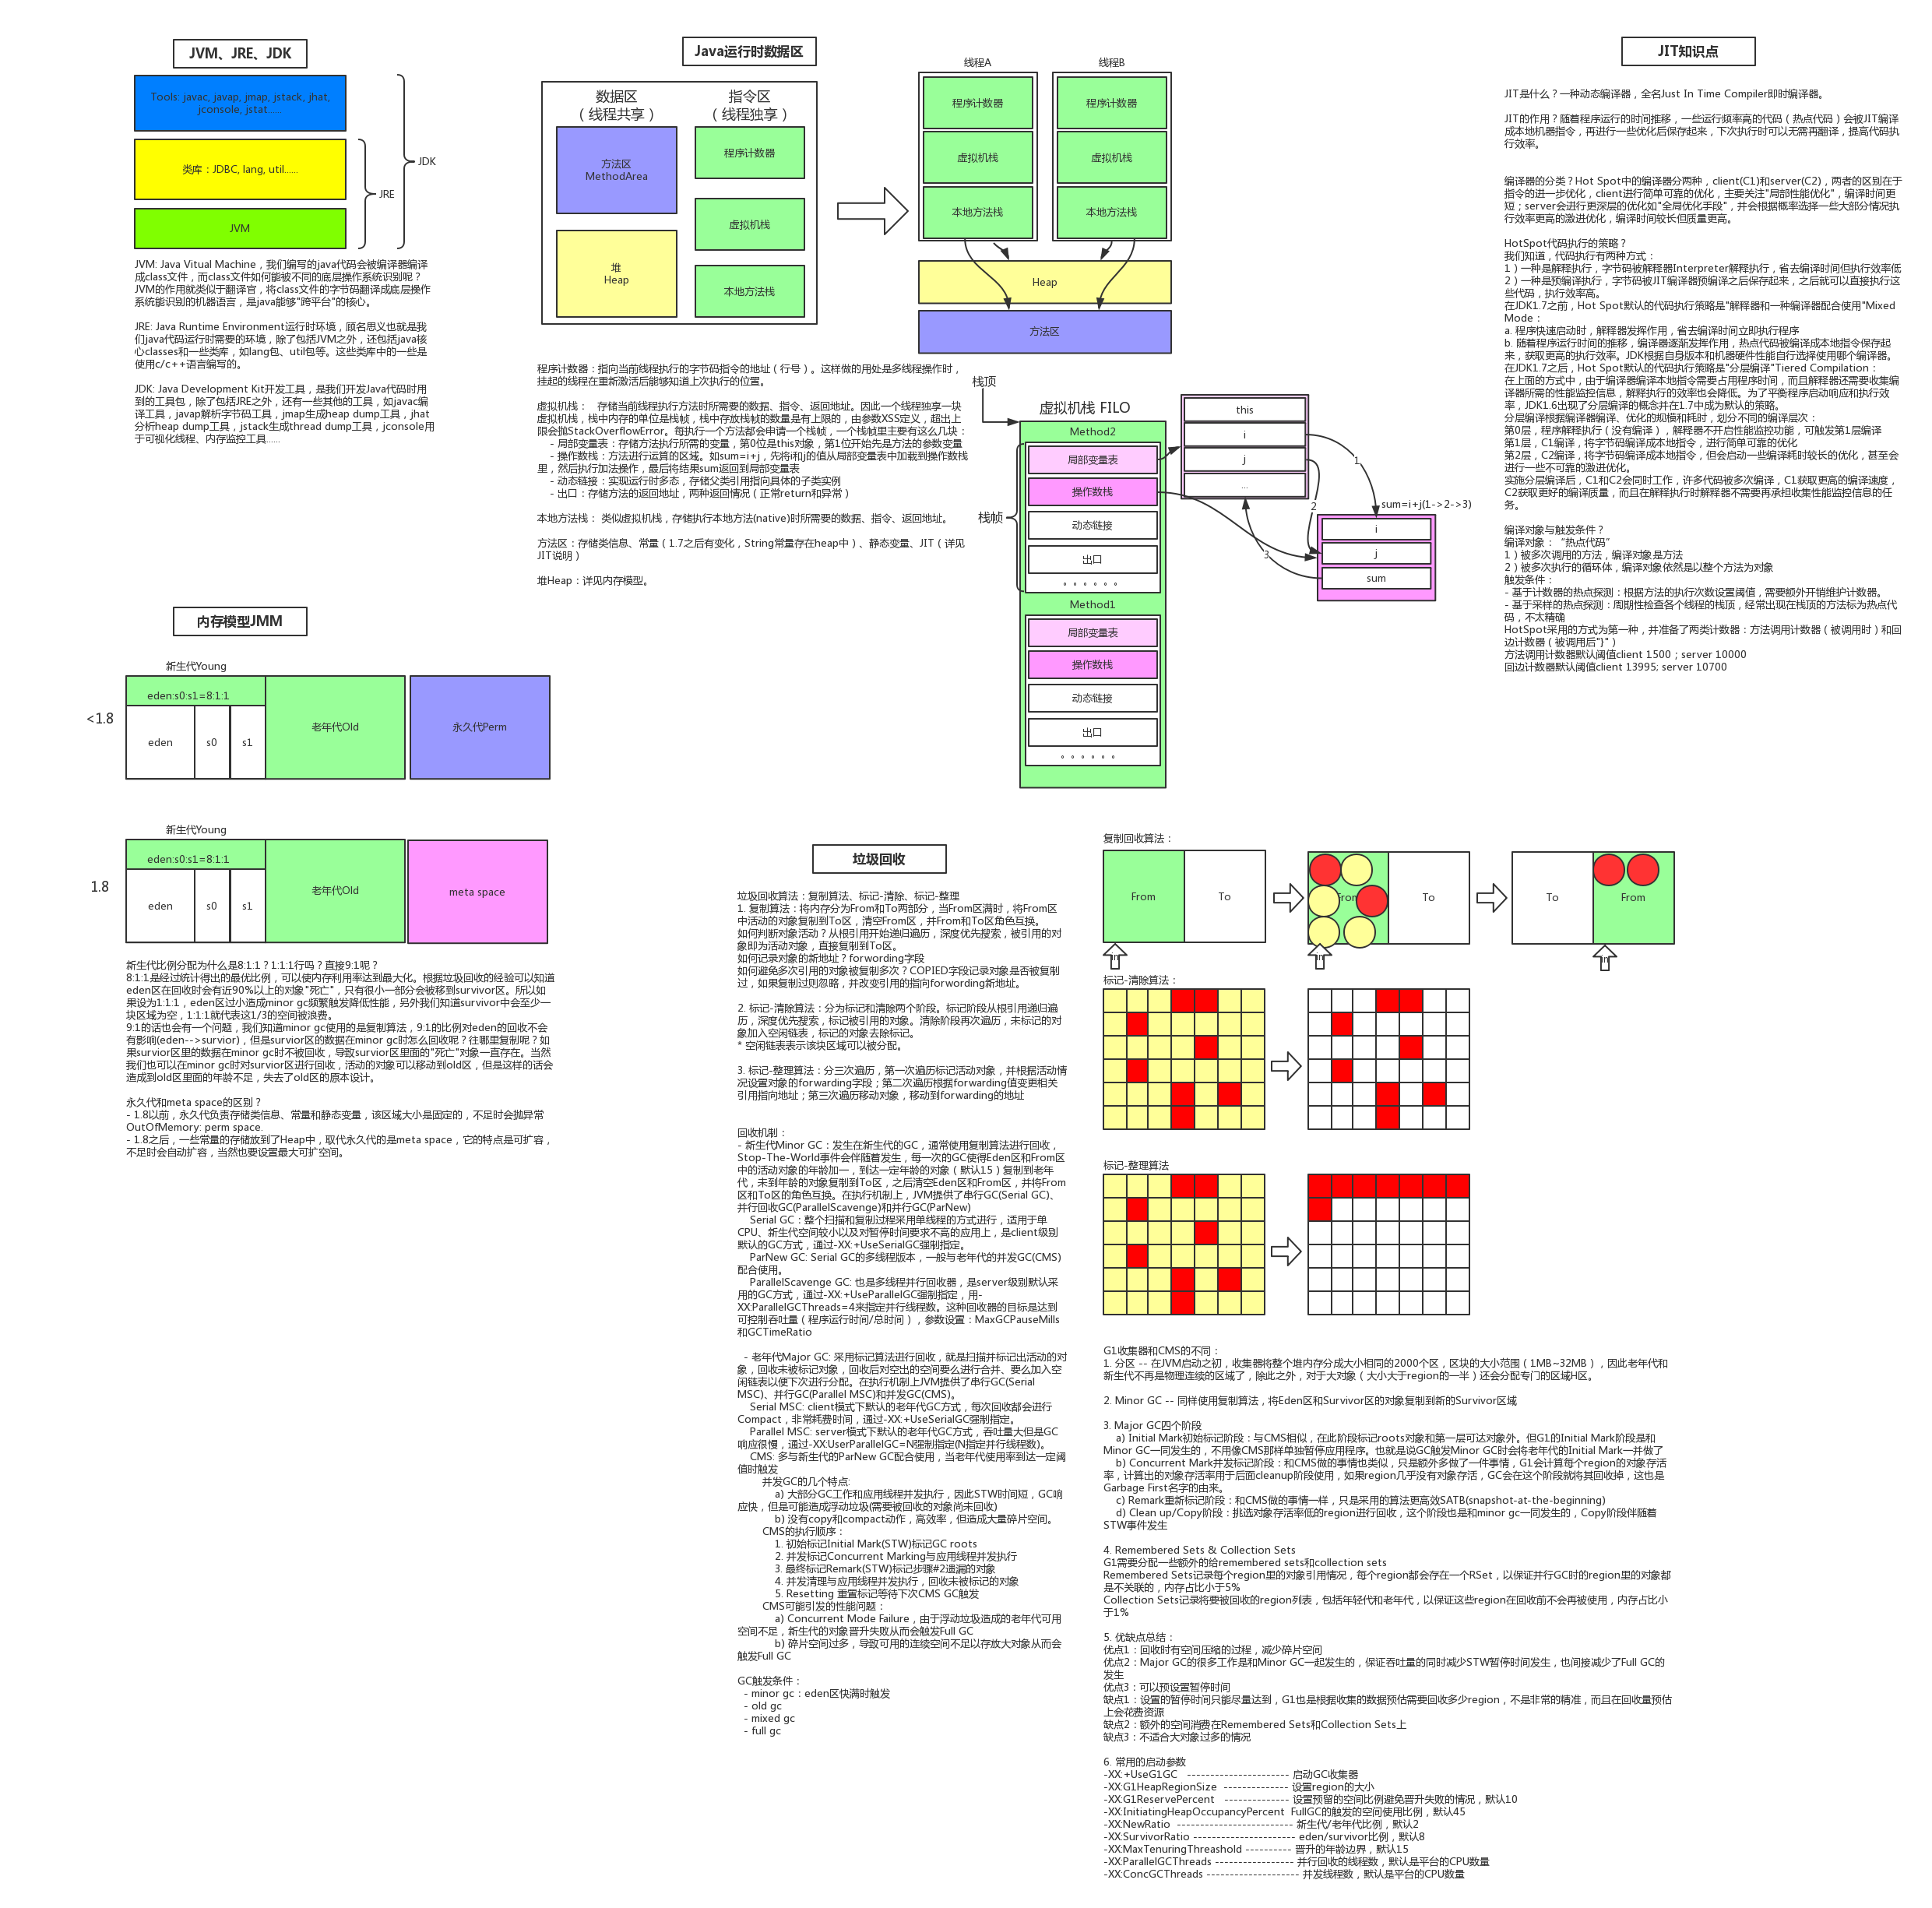 JVM、JRE、JDK
Tools: javac, javap, jmap, jstack, jhat,
jconsole, jstat......
类库：JDBC, lang, util......
JVM
JRE
JDK
JVM: Java Vitual Machine，我们编写的java代码会被编译器编译
成class文件，而class文件如何能被不同的底层操作系统识别呢？
JVM的作用就类似于翻译官，将class文件的字节码翻译成底层操作
系统能识别的机器语言，是java能够"跨平台"的核心。
JRE: Java Runtime Environment运行时环境，顾名思义也就是我
们java代码运行时需要的环境，除了包括JVM之外，还包括java核
心classes和一些类库，如lang包、util包等。这些类库中的一些是
使用c/c++语言编写的。
JDK: Java Development Kit开发工具，是我们开发Java代码时用
到的工具包，除了包括JRE之外，还有一些其他的工具，如javac编
译工具，javap解析字节码工具，jmap生成heap dump工具，jhat
分析heap dump工具，jstack生成thread dump工具，jconsole用
于可视化线程、内存监控工具......
Java运行时数据区
数据区
（线程共享）
指令区
（线程独享）
方法区
MethodArea
堆
Heap
程序计数器
虚拟机栈
本地方法栈
线程A
线程B
程序计数器
程序计数器
虚拟机栈
虚拟机栈
本地方法栈
本地方法栈
Heap
方法区
程序计数器：指向当前线程执行的字节码指令的地址（行号）。这样做的用处是多线程操作时，
挂起的线程在重新激活后能够知道上次执行的位置。
虚拟机栈： 存储当前线程执行方法时所需要的数据、指令、返回地址。因此一个线程独享一块
虚拟机栈，栈中内存的单位是栈帧，栈中存放栈帧的数量是有上限的，由参数XSS定义，超出上
限会抛StackOverflowError。每执行一个方法都会申请一个栈帧，一个栈帧里主要有这么几块：
- 局部变量表：存储方法执行所需的变量，第0位是this对象，第1位开始先是方法的参数变量
- 操作数栈：方法进行运算的区域。如sum=i+j，先将i和j的值从局部变量表中加载到操作数栈
里，然后执行加法操作，最后将结果sum返回到局部变量表
- 动态链接：实现运行时多态，存储父类引用指向具体的子类实例
- 出口：存储方法的返回地址，两种返回情况（正常return和异常）
本地方法栈： 类似虚拟机栈，存储执行本地方法(native)时所需要的数据、指令、返回地址。
方法区：存储类信息、常量（1.7之后有变化，String常量存在heap中）、静态变量、JIT（详见
JIT说明）
堆Heap：详见内存模型。
栈顶
虚拟机栈 FILO
栈帧
Method2
局部变量表
操作数栈
动态链接
出口
。。。。。。
Method1
局部变量表
操作数栈
动态链接
出口
。。。。。。
this
i
j
...
1
2
3
sum=i+j(1->2->3)
i
j
sum
JIT知识点
JIT是什么？一种动态编译器，全名Just In Time Compiler即时编译器。
JIT的作用？随着程序运行的时间推移，一些运行频率高的代码（热点代码）会被JIT编译
成本地机器指令，再进行一些优化后保存起来，下次执行时可以无需再翻译，提高代码执
行效率。
编译器的分类？Hot Spot中的编译器分两种，client(C1)和server(C2)，两者的区别在于
指令的进一步优化，client进行简单可靠的优化，主要关注"局部性能优化"，编译时间更
短；server会进行更深层的优化如"全局优化手段"，并会根据概率选择一些大部分情况执
行效率更高的激进优化，编译时间较长但质量更高。
HotSpot代码执行的策略？
我们知道，代码执行有两种方式：
1）一种是解释执行，字节码被解释器Interpreter解释执行，省去编译时间但执行效率低
2）一种是预编译执行，字节码被JIT编译器预编译之后保存起来，之后就可以直接执行这
些代码，执行效率高。
在JDK1.7之前，Hot Spot默认的代码执行策略是"解释器和一种编译器配合使用"Mixed
Mode：
a. 程序快速启动时，解释器发挥作用，省去编译时间立即执行程序
b. 随着程序运行时间的推移，编译器逐渐发挥作用，热点代码被编译成本地指令保存起
来，获取更高的执行效率。JDK根据自身版本和机器硬件性能自行选择使用哪个编译器。
在JDK1.7之后，Hot Spot默认的代码执行策略是"分层编译"Tiered Compilation：
在上面的方式中，由于编译器编译本地指令需要占用程序时间，而且解释器还需要收集编
译器所需的性能监控信息，解释执行的效率也会降低。为了平衡程序启动响应和执行效
率，JDK1.6出现了分层编译的概念并在1.7中成为默认的策略。
分层编译根据编译器编译、优化的规模和耗时，划分不同的编译层次：
第0层，程序解释执行（没有编译），解释器不开启性能监控功能，可触发第1层编译
第1层，C1编译，将字节码编译成本地指令，进行简单可靠的优化
第2层，C2编译，将字节码编译成本地指令，但会启动一些编译耗时较长的优化，甚至会
进行一些不可靠的激进优化。
实施分层编译后，C1和C2会同时工作，许多代码被多次编译，C1获取更高的编译速度，
C2获取更好的编译质量，而且在解释执行时解释器不需要再承担收集性能监控信息的任
务。
编译对象与触发条件？
编译对象： “热点代码”
1）被多次调用的方法，编译对象是方法
2）被多次执行的循环体，编译对象依然是以整个方法为对象
触发条件：
- 基于计数器的热点探测：根据方法的执行次数设置阈值，需要额外开销维护计数器。
- 基于采样的热点探测：周期性检查各个线程的栈顶，经常出现在栈顶的方法标为热点代
码，不太精确
HotSpot采用的方式为第一种，并准备了两类计数器：方法调用计数器（被调用时）和回
边计数器（被调用后"}"）
方法调用计数器默认阈值client 1500；server 10000
回边计数器默认阈值client 13995; server 10700
内存模型JMM
新生代Young
<1.8
eden:s0:s1=8:1:1
eden
s0
s1
老年代Old
永久代Perm
新生代Young
1.8
eden:s0:s1=8:1:1
eden
s0
s1
老年代Old
meta space
新生代比例分配为什么是8:1:1？1:1:1行吗？直接9:1呢？
8:1:1是经过统计得出的最优比例，可以使内存利用率达到最大化。根据垃圾回收的经验可以知道
eden区在回收时会有近90%以上的对象"死亡"，只有很小一部分会被移到survivor区。所以如
果设为1:1:1，eden区过小造成minor gc频繁触发降低性能，另外我们知道survivor中会至少一
块区域为空，1:1:1就代表这1/3的空间被浪费。
9:1的话也会有一个问题，我们知道minor gc使用的是复制算法，9:1的比例对eden的回收不会
有影响(eden-->survior)，但是survior区的数据在minor gc时怎么回收呢？往哪里复制呢？如
果survior区里的数据在minor gc时不被回收，导致survior区里面的"死亡"对象一直存在。当然
我们也可以在minor gc时对survior区进行回收，活动的对象可以移动到old区，但是这样的话会
造成到old区里面的年龄不足，失去了old区的原本设计。
永久代和meta space的区别？
- 1.8以前，永久代负责存储类信息、常量和静态变量，该区域大小是固定的，不足时会抛异常
OutOfMemory: perm space.
- 1.8之后，一些常量的存储放到了Heap中，取代永久代的是meta space，它的特点是可扩容，
不足时会自动扩容，当然也要设置最大可扩空间。
垃圾回收
垃圾回收算法：复制算法、标记-清除、标记-整理
1. 复制算法：将内存分为From和To两部分，当From区满时，将From区
中活动的对象复制到To区，清空From区，并From和To区角色互换。
如何判断对象活动？从根引用开始递归遍历，深度优先搜索，被引用的对
象即为活动对象，直接复制到To区。
如何记录对象的新地址？forwording字段
如何避免多次引用的对象被复制多次？COPIED字段记录对象是否被复制
过，如果复制过则忽略，并改变引用的指向forwording新地址。
2. 标记-清除算法：分为标记和清除两个阶段。标记阶段从根引用递归遍
历，深度优先搜索，标记被引用的对象。清除阶段再次遍历，未标记的对
象加入空闲链表，标记的对象去除标记。
* 空闲链表表示该块区域可以被分配。
3. 标记-整理算法：分三次遍历，第一次遍历标记活动对象，并根据活动情
况设置对象的forwarding字段；第二次遍历根据forwarding值变更相关
引用指向地址；第三次遍历移动对象，移动到forwarding的地址
回收机制：
- 新生代Minor GC：发生在新生代的GC，通常使用复制算法进行回收，
Stop-The-World事件会伴随着发生，每一次的GC使得Eden区和From区
中的活动对象的年龄加一，到达一定年龄的对象（默认15）复制到老年
代，未到年龄的对象复制到To区，之后清空Eden区和From区，并将From
区和To区的角色互换。在执行机制上，JVM提供了串行GC(Serial GC)、
并行回收GC(ParallelScavenge)和并行GC(ParNew)
Serial GC：整个扫描和复制过程采用单线程的方式进行，适用于单
CPU、新生代空间较小以及对暂停时间要求不高的应用上，是client级别
默认的GC方式，通过-XX:+UseSerialGC强制指定。
ParNew GC: Serial GC的多线程版本，一般与老年代的并发GC(CMS)
配合使用。
ParallelScavenge GC: 也是多线程并行回收器，是server级别默认采
用的GC方式，通过-XX:+UseParallelGC强制指定，用-
XX:ParallelGCThreads=4来指定并行线程数。这种回收器的目标是达到
可控制吞吐量（程序运行时间/总时间），参数设置：MaxGCPauseMills
和GCTimeRatio
- 老年代Major GC: 采用标记算法进行回收，就是扫描并标记出活动的对
象，回收未被标记对象，回收后对空出的空间要么进行合并、要么加入空
闲链表以便下次进行分配。在执行机制上JVM提供了串行GC(Serial
MSC)、并行GC(Parallel MSC)和并发GC(CMS)。
Serial MSC: client模式下默认的老年代GC方式，每次回收都会进行
Compact，非常耗费时间，通过-XX:+UseSerialGC强制指定。
Parallel MSC: server模式下默认的老年代GC方式，吞吐量大但是GC
响应很慢，通过-XX:UserParallelGC=N强制指定(N指定并行线程数)。
CMS: 多与新生代的ParNew GC配合使用，当老年代使用率到达一定阈
值时触发
并发GC的几个特点:
a) 大部分GC工作和应用线程并发执行，因此STW时间短，GC响
应快，但是可能造成浮动垃圾(需要被回收的对象尚未回收)
b) 没有copy和compact动作，高效率，但造成大量碎片空间。
CMS的执行顺序：
1. 初始标记Initial Mark(STW)标记GC roots
2. 并发标记Concurrent Marking与应用线程并发执行
3. 最终标记Remark(STW)标记步骤#2遗漏的对象
4. 并发清理与应用线程并发执行，回收未被标记的对象
5. Resetting 重置标记等待下次CMS GC触发
CMS可能引发的性能问题：
a) Concurrent Mode Failure，由于浮动垃圾造成的老年代可用
空间不足，新生代的对象晋升失败从而会触发Full GC
b) 碎片空间过多，导致可用的连续空间不足以存放大对象从而会
触发Full GC
GC触发条件：
- minor gc：eden区快满时触发
- old gc
- mixed gc
- full gc
复制回收算法：
From
To
From
To
To
From
标记-清除算法：
标记-整理算法
G1收集器和CMS的不同：
1. 分区 -- 在JVM启动之初，收集器将整个堆内存分成大小相同的2000个区，区块的大小范围（1MB~32MB），因此老年代和
新生代不再是物理连续的区域了，除此之外，对于大对象（大小大于region的一半）还会分配专门的区域H区。
2. Minor GC -- 同样使用复制算法，将Eden区和Survivor区的对象复制到新的Survivor区域
3. Major GC四个阶段
a) Initial Mark初始标记阶段：与CMS相似，在此阶段标记roots对象和第一层可达对象外。但G1的Initial Mark阶段是和
Minor GC一同发生的，不用像CMS那样单独暂停应用程序。也就是说GC触发Minor GC时会将老年代的Initial Mark一并做了
b) Concurrent Mark并发标记阶段：和CMS做的事情也类似，只是额外多做了一件事情，G1会计算每个region的对象存活
率，计算出的对象存活率用于后面cleanup阶段使用，如果region几乎没有对象存活，GC会在这个阶段就将其回收掉，这也是
Garbage First名字的由来。
c) Remark重新标记阶段：和CMS做的事情一样，只是采用的算法更高效SATB(snapshot-at-the-beginning)
d) Clean up/Copy阶段：挑选对象存活率低的region进行回收，这个阶段也是和minor gc一同发生的，Copy阶段伴随着
STW事件发生
4. Remembered Sets & Collection Sets
G1需要分配一些额外的给remembered sets和collection sets
Remembered Sets记录每个region里的对象引用情况，每个region都会存在一个RSet，以保证并行GC时的region里的对象都
是不关联的，内存占比小于5%
Collection Sets记录将要被回收的region列表，包括年轻代和老年代，以保证这些region在回收前不会再被使用，内存占比小
于1%
5. 优缺点总结：
优点1：回收时有空间压缩的过程，减少碎片空间
优点2：Major GC的很多工作是和Minor GC一起发生的，保证吞吐量的同时减少STW暂停时间发生，也间接减少了Full GC的
发生
优点3：可以预设置暂停时间
缺点1：设置的暂停时间只能尽量达到，G1也是根据收集的数据预估需要回收多少region，不是非常的精准，而且在回收量预估
上会花费资源
缺点2：额外的空间消费在Remembered Sets和Collection Sets上
缺点3：不适合大对象过多的情况
6. 常用的启动参数
-XX:+UseG1GC ---------------------- 启动GC收集器
-XX:G1HeapRegionSize -------------- 设置region的大小
-XX:G1ReservePercent -------------- 设置预留的空间比例避免晋升失败的情况，默认10
-XX:InitiatingHeapOccupancyPercent FullGC的触发的空间使用比例，默认45
-XX:NewRatio ------------------------- 新生代/老年代比例，默认2
-XX:SurvivorRatio ---------------------- eden/survivor比例，默认8
-XX:MaxTenuringThreashold ---------- 晋升的年龄边界，默认15
-XX:ParallelGCThreads ----------------- 并行回收的线程数，默认是平台的CPU数量
-XX:ConcGCThreads -------------------- 并发线程数，默认是平台的CPU数量